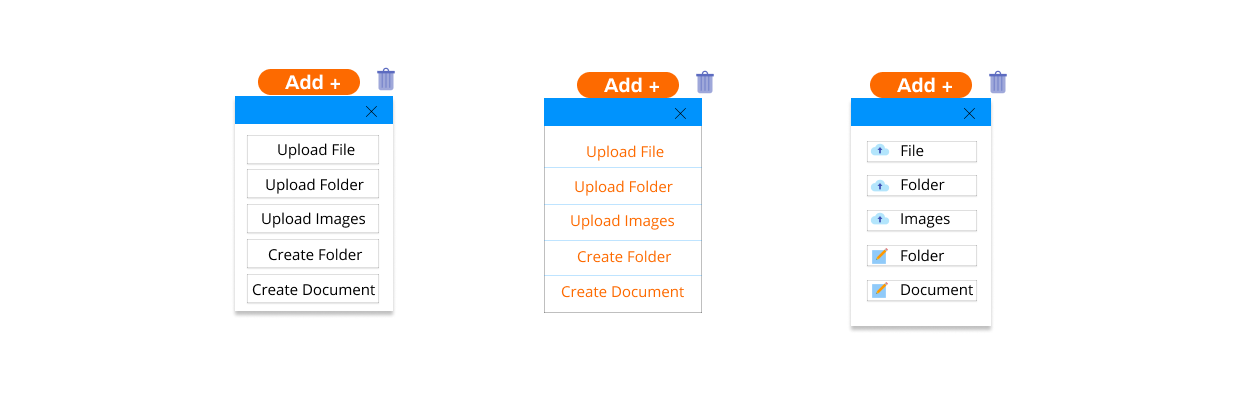 Add +
Upload File
Upload Folder
Upload Images
Create Folder
Create Document
Add +
Upload File
Upload Folder
Upload Images
Create Folder
Create Document
Add +
File
Folder
Images
Folder
Document